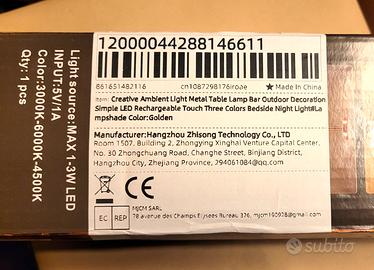 Light source: MAX 1-3W LED
INPUT:5V/1A
Color:3000K-6000K-4500K
Qty: 1 pcs
12000044288146611
861651482116 cn1087298176iroae ★ Made In China
Item: Creative Ambient Light Metal Table Lamp Bar Outdoor Decoration
Simple LED Rechargeable Touch Three Colors Bedside Night Light#La
mpshade Color:Golden
Manufacturer: Hangzhou Zhisong Technology Co., LTD
Room 1507, Building 2, Zhongying Xinghai Venture Capital Center,
No. 30 Zhongchuang Road, Changhe Street, Binjiang District,
Hangzhou, Zhejiang Province, 294061084@qq.com
CE
EC REP
MJCM SARL
78 avenue des Champs Elysees Bureau 376, mjcm160928@gmail.com
subito